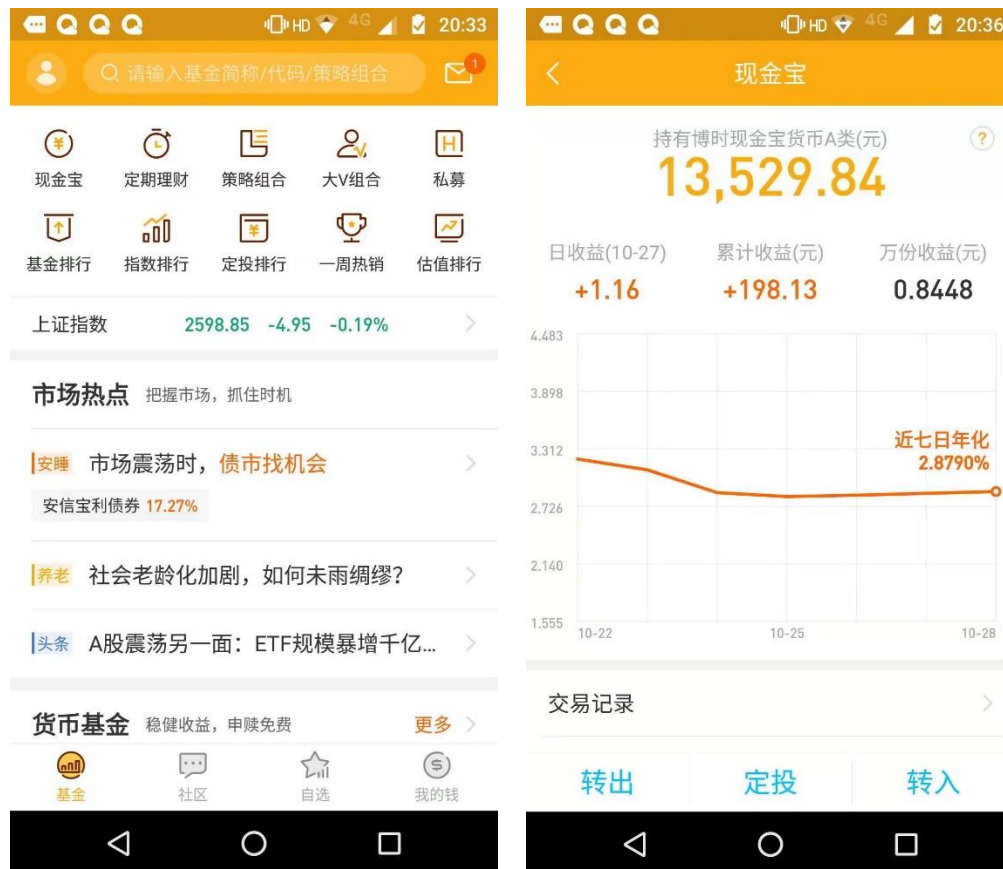 HD 4G 20:33
请输入基金简称/代码/策略组合
1
现金宝 定期理财 策略组合 大V组合 私募
基金排行 指数排行 定投排行 一周热销 估值排行
上证指数 2598.85 -4.95 -0.19%
市场热点 把握市场，抓住时机
安睡 市场震荡时，债市找机会
安信宝利债券 17.27%
养老 社会老龄化加剧，如何未雨绸缪？
头条 A股震荡另一面：ETF规模暴增千亿...
货币基金 稳健收益，申赎免费 更多
基金 社区 自选 我的钱
HD 4G 20:36
现金宝
持有博时现金宝货币A类(元) ?
13,529.84
日收益(10-27) 累计收益(元) 万份收益(元)
+1.16 +198.13 0.8448
4.483
3.898
近七日年化
3.312
2.8790%
2.726
2.140
1.555
10-22 10-25 10-28
交易记录
转出 定投 转入